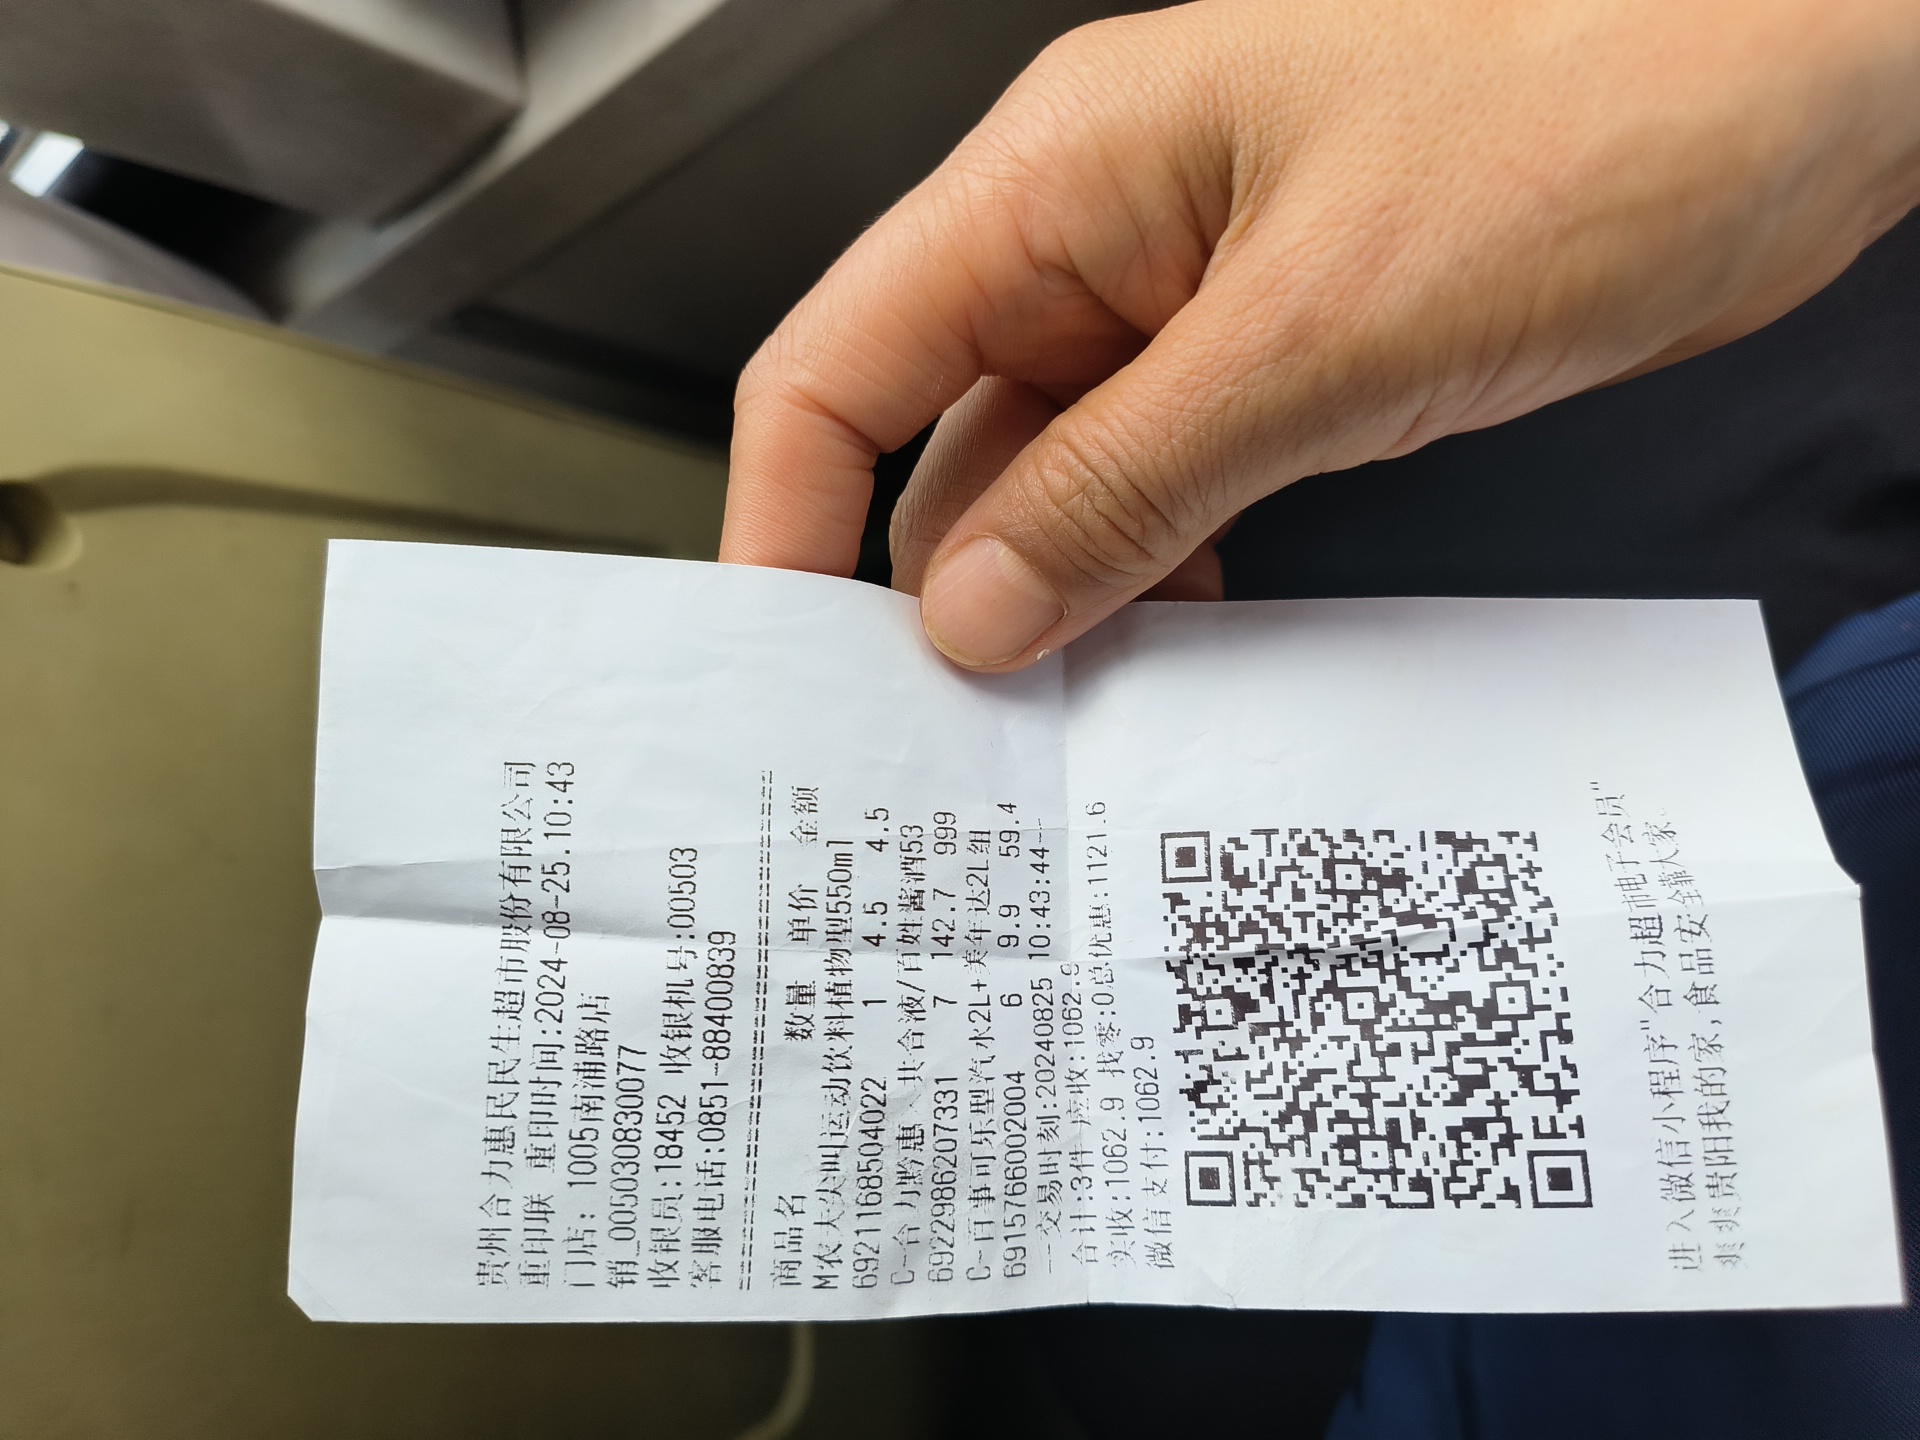 贵州合力惠民民生超市股份有限公司
重印联 重印时间:2024-08-25.10:43
门店: 1005南浦路店
销_00503083​0077
收银员:18452 收银机号:00503
客服电话:0851-88400839
商品名 数量 单价 金额
M农夫尖叫运动饮料植物型550ml
6921168504022 1 4.5 4.5
C-合力黔惠 共合液/百姓酱酒53
692298620​7331 7 142.7 999
C-百事可乐型汽水2L+美年达2L组
6915766002004 6 9.9 59.4
--交易时刻:20240825 10:43:44--
合计:3件 应收:1062.9
实收:1062.9 找零:0总优惠:1121.6
微信支付:1062.9
进入微信小程序"合力超市电子会员"
爽爽贵阳我的家,食品安全靠大家.